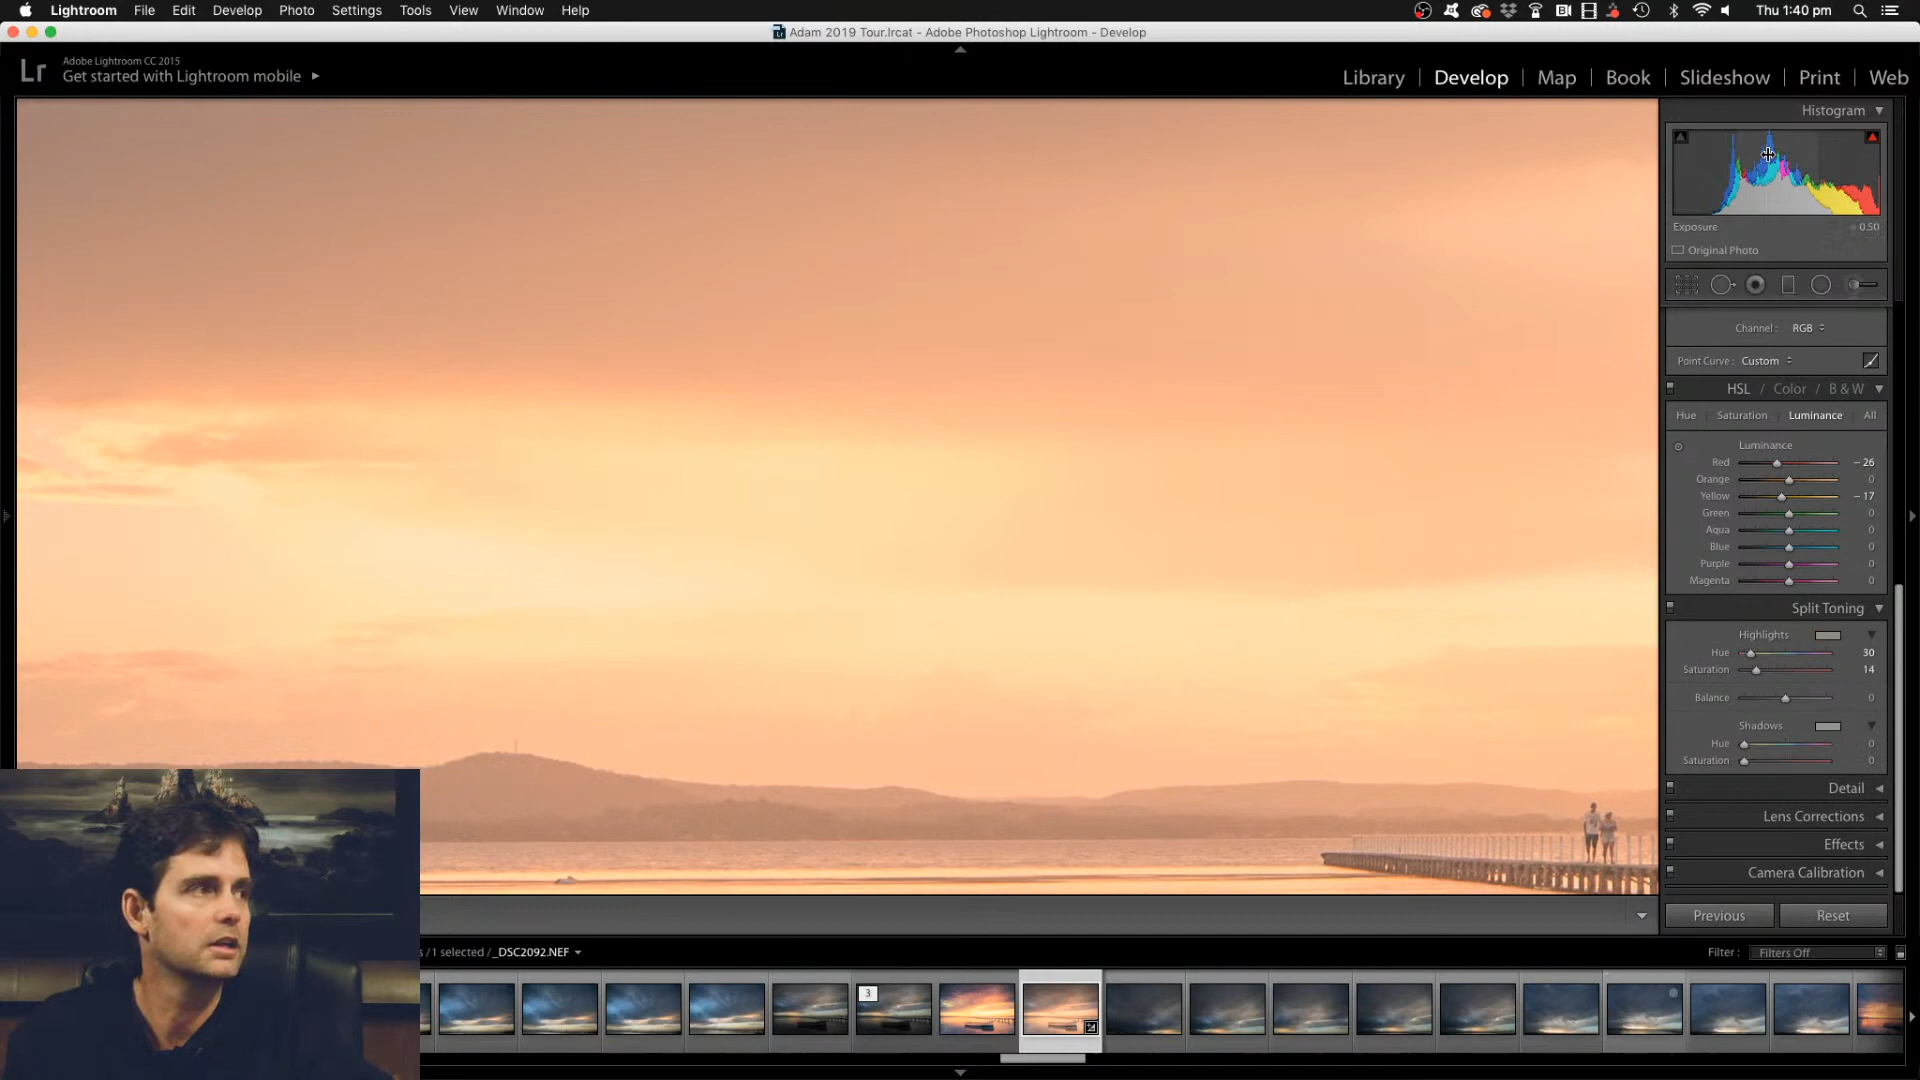 Lightroom File Edit Develop Photo Settings Tools View Window Help Thu 1:40 pm
Adam 2019 Tour.lrcat - Adobe Photoshop Lightroom - Develop
Lr Adobe Lightroom CC 2015
Get started with Lightroom mobile
Library | Develop | Map | Book | Slideshow | Print | Web
Histogram
Exposure 0.50
Original Photo
Channel : RGB
Point Curve : Custom
HSL / Color / B & W
Hue Saturation Luminance All
Luminance
Red - 26
Orange 0
Yellow - 17
Green 0
Aqua 0
Blue 0
Purple 0
Magenta 0
Split Toning
Highlights
Hue 30
Saturation 14
Balance 0
Shadows
Hue 0
Saturation 0
Detail
Lens Corrections
Effects
Camera Calibration
Previous Reset
/1 selected / _DSC2092.NEF
Filter : Filters Off
3